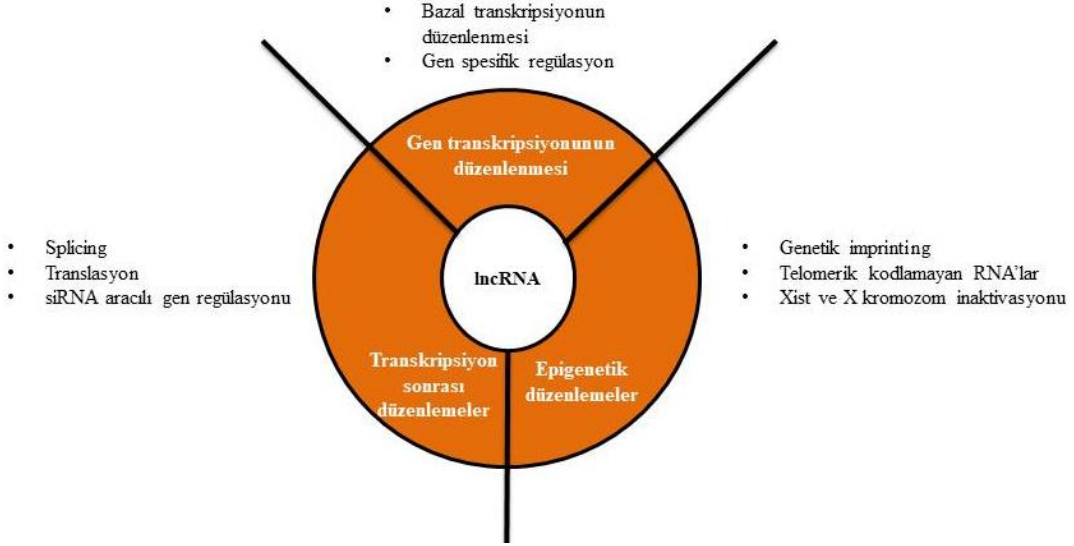 • Bazal transkripsiyonun
düzenlenmesi
• Gen spesifik regülasyon
Gen transkripsiyonunun
düzenlenmesi
• Splicing
• Translasyon
• siRNA aracılı gen regülasyonu
lncRNA
• Genetik imprinting
• Telomerik kodlamayan RNA’lar
• Xist ve X kromozom inaktivasyonu
Transkripsiyon
sonrası
düzenlemeler
Epigenetik
düzenlemeler